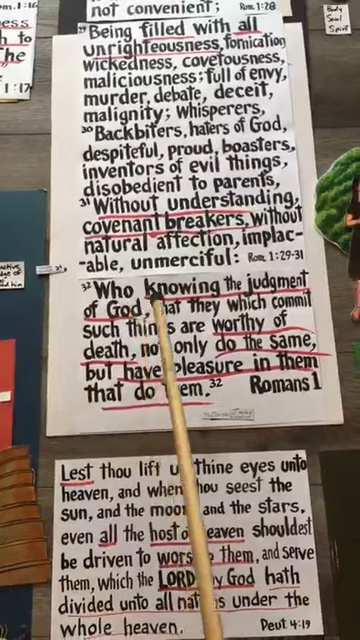 m.1:16
not convenient; Rom. 1:28
Body
Soul
Spirit
1:17
29 Being filled with all
unrighteousness, fornication
wickedness, covetousness,
maliciousness; full of envy,
murder, debate, deceit,
malignity; Whisperers,
30 Backbiters, haters of God,
despiteful, proud, boasters,
inventors of evil things,
disobedient to parents,
31 Without understanding,
covenant breakers, without
natural affection, implac-
-able, unmerciful: Rom 1:29-31
32 Who knowing the judgment
of God, that they which commit
such things are worthy of
death, not only do the same,
but have pleasure in them
that do them. 32 Romans 1
Lest thou lift up thine eyes unto
heaven, and when thou seest the
sun, and the moon and the stars,
even all the host of heaven shouldest
be driven to worship them, and serve
them, which the LORD thy God hath
divided unto all nations under the
whole heaven. Deut. 4:19